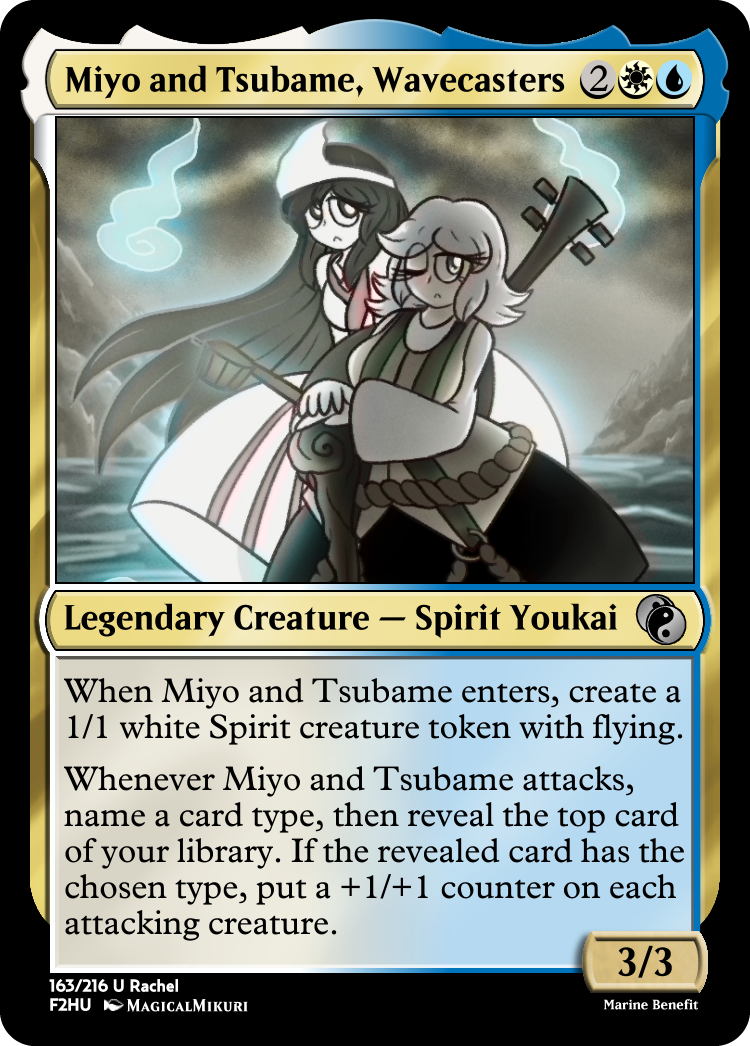 Miyo and Tsubame, Wavecasters 2
Legendary Creature — Spirit Youkai
When Miyo and Tsubame enters, create a
1/1 white Spirit creature token with flying.
Whenever Miyo and Tsubame attacks,
name a card type, then reveal the top card
of your library. If the revealed card has the
chosen type, put a +1/+1 counter on each
attacking creature.
3/3
163/216 U Rachel
F2HU MagicalMikuri
Marine Benefit